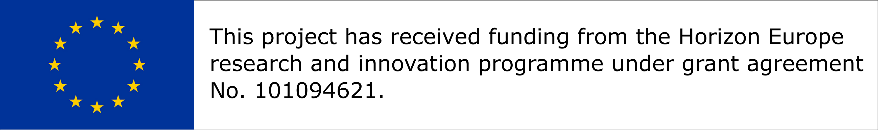 This project has received funding from the Horizon Europe
research and innovation programme under grant agreement
No. 101094621.